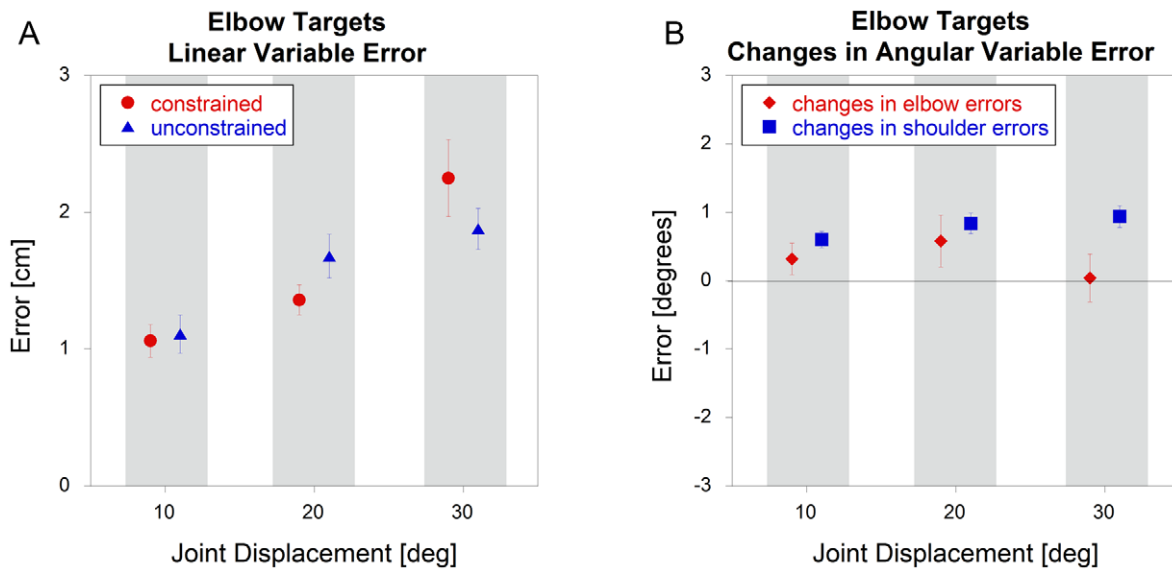 A
Elbow Targets
Linear Variable Error
3
2
1
0
Error [cm]
constrained
unconstrained
10
20
30
Joint Displacement [deg]
B
Elbow Targets
Changes in Angular Variable Error
3
2
1
0
-1
-2
-3
Error [degrees]
changes in elbow errors
changes in shoulder errors
10
20
30
Joint Displacement [deg]